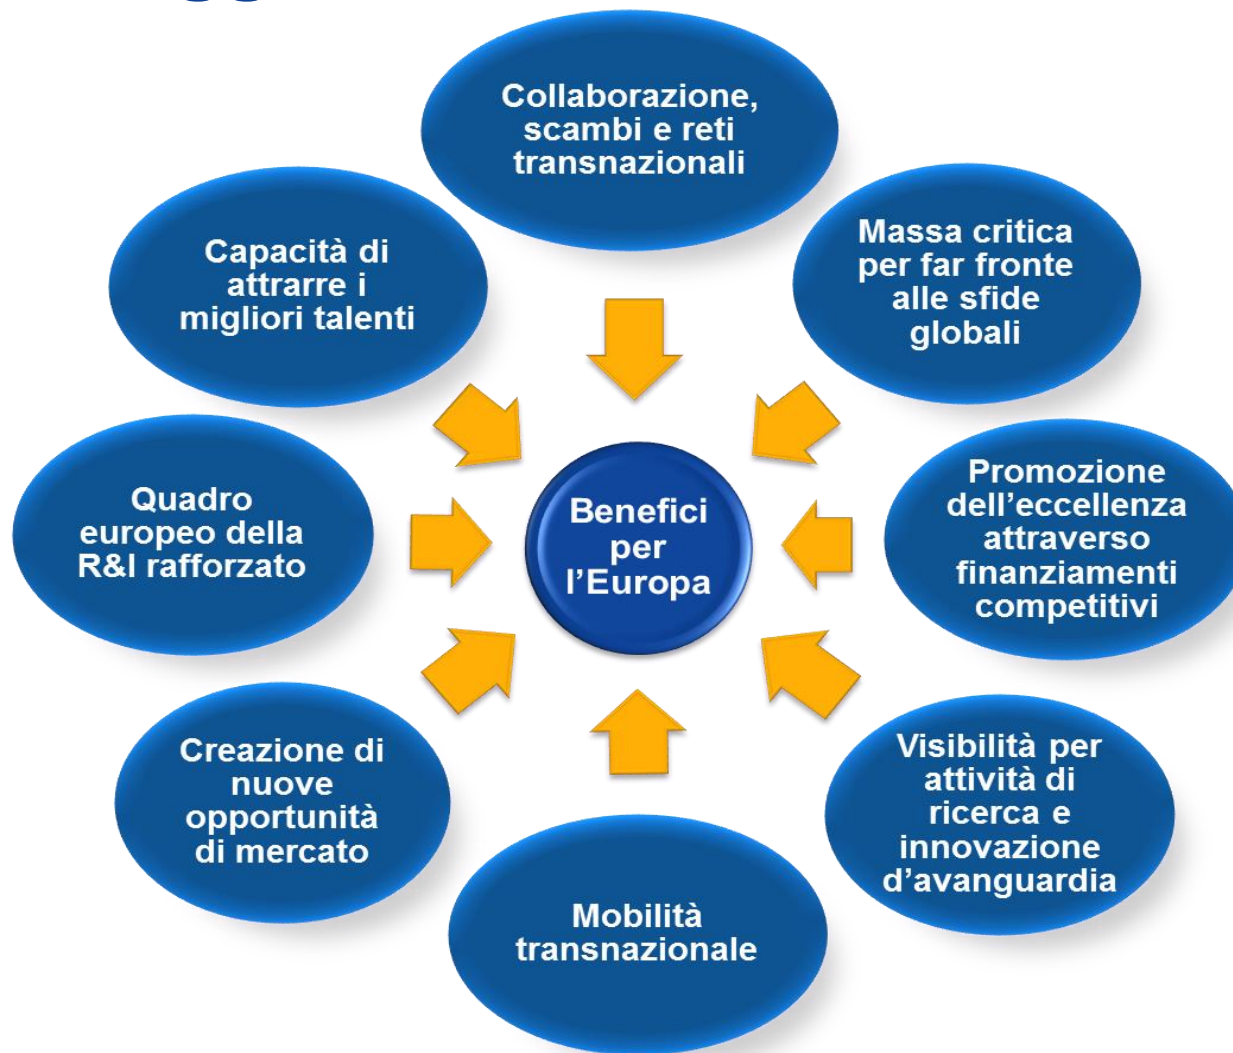 Collaborazione,
scambi e reti
transnazionali
Massa critica
per far fronte
alle sfide
globali
Promozione
dell’eccellenza
attraverso
finanziamenti
competitivi
Visibilità per
attività di
ricerca e
innovazione
d’avanguardia
Mobilità
transnazionale
Creazione di
nuove
opportunità
di mercato
Quadro
europeo della
R&I rafforzato
Capacità di
attrarre i
migliori talenti
Benefici
per
l’Europa